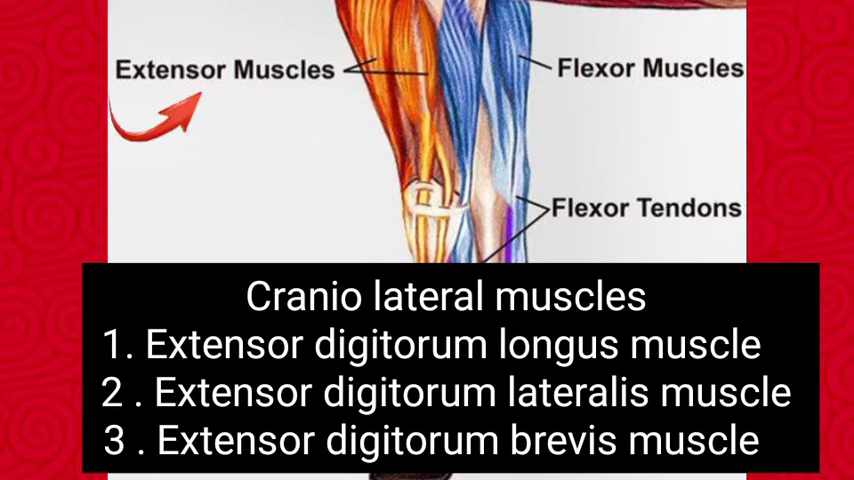 Extensor Muscles
Flexor Muscles
Flexor Tendons
Cranio lateral muscles
1. Extensor digitorum longus muscle
2 . Extensor digitorum lateralis muscle
3 . Extensor digitorum brevis muscle